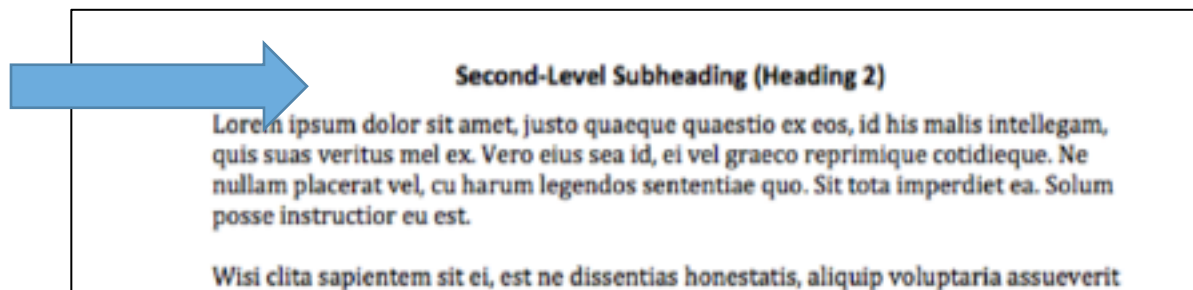 Second-Level Subheading (Heading 2)
Lorem ipsum dolor sit amet, justo quaeque quaestio ex eos, id his malis intellegam,
quis suas veritus mel ex. Vero eius sea id, ei vel graeco reprimique cotidieque. Ne
nullam placerat vel, cu harum legendos sententiae quo. Sit tota imperdiet ea. Solum
posse instructior eu est.
Wisi clita sapientem sit ei, est ne dissentias honestatis, aliquip voluptaria assueverit